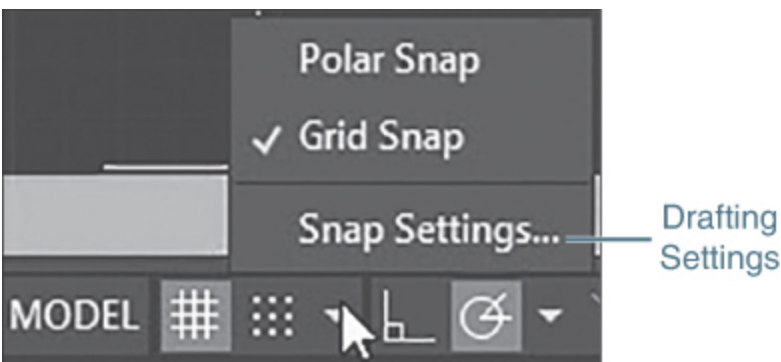 Polar Snap
✓ Grid Snap
Snap Settings...
Drafting
Settings
MODEL